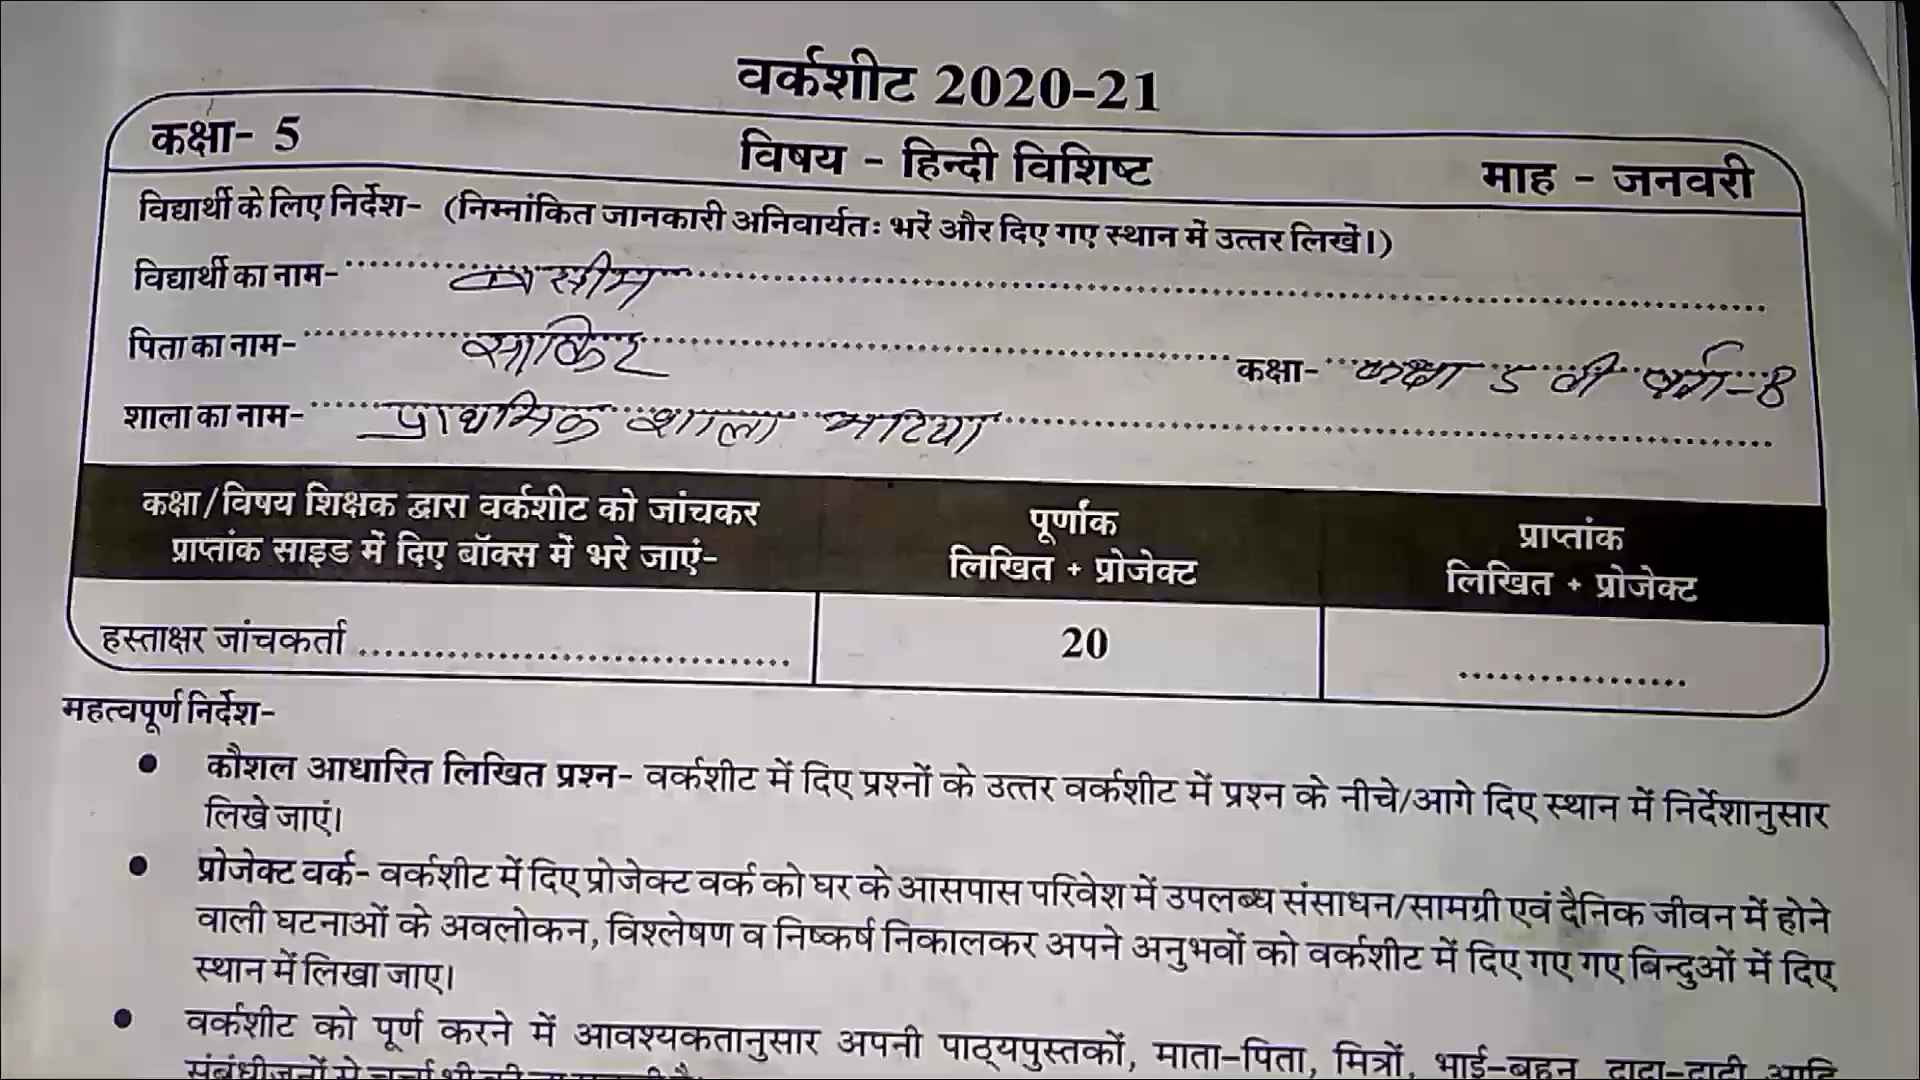 वर्कशीट 2020-21
कक्षा- 5 विषय - हिन्दी विशिष्ट माह - जनवरी
विद्यार्थी के लिए निर्देश- (निम्नांकित जानकारी अनिवार्यतः भरें और दिए गए स्थान में उत्तर लिखें।)
विद्यार्थी का नाम- वसीम
पिता का नाम- साकिर कक्षा- कक्षा 5 वी
शाला का नाम- प्राथमिक शाला
कक्षा/विषय शिक्षक द्वारा वर्कशीट को जांचकर
प्राप्तांक साइड में दिए बॉक्स में भरे जाएं-
पूर्णांक
लिखित + प्रोजेक्ट
प्राप्तांक
लिखित + प्रोजेक्ट
हस्ताक्षर जांचकर्ता ........................................ 20 .................
महत्वपूर्ण निर्देश-
• कौशल आधारित लिखित प्रश्न- वर्कशीट में दिए प्रश्नों के उत्तर वर्कशीट में प्रश्न के नीचे/आगे दिए स्थान में निर्देशानुसार
लिखे जाएं।
• प्रोजेक्ट वर्क- वर्कशीट में दिए प्रोजेक्ट वर्क को घर के आसपास परिवेश में उपलब्ध संसाधन/सामग्री एवं दैनिक जीवन में होने
वाली घटनाओं के अवलोकन, विश्लेषण व निष्कर्ष निकालकर अपने अनुभवों को वर्कशीट में दिए गए गए बिन्दुओं में दिए
स्थान में लिखा जाए।
• वर्कशीट को पूर्ण करने में आवश्यकतानुसार अपनी पाठ्यपुस्तकों, माता-पिता, मित्रों, भाई-बहन, दादा-दादी आदि